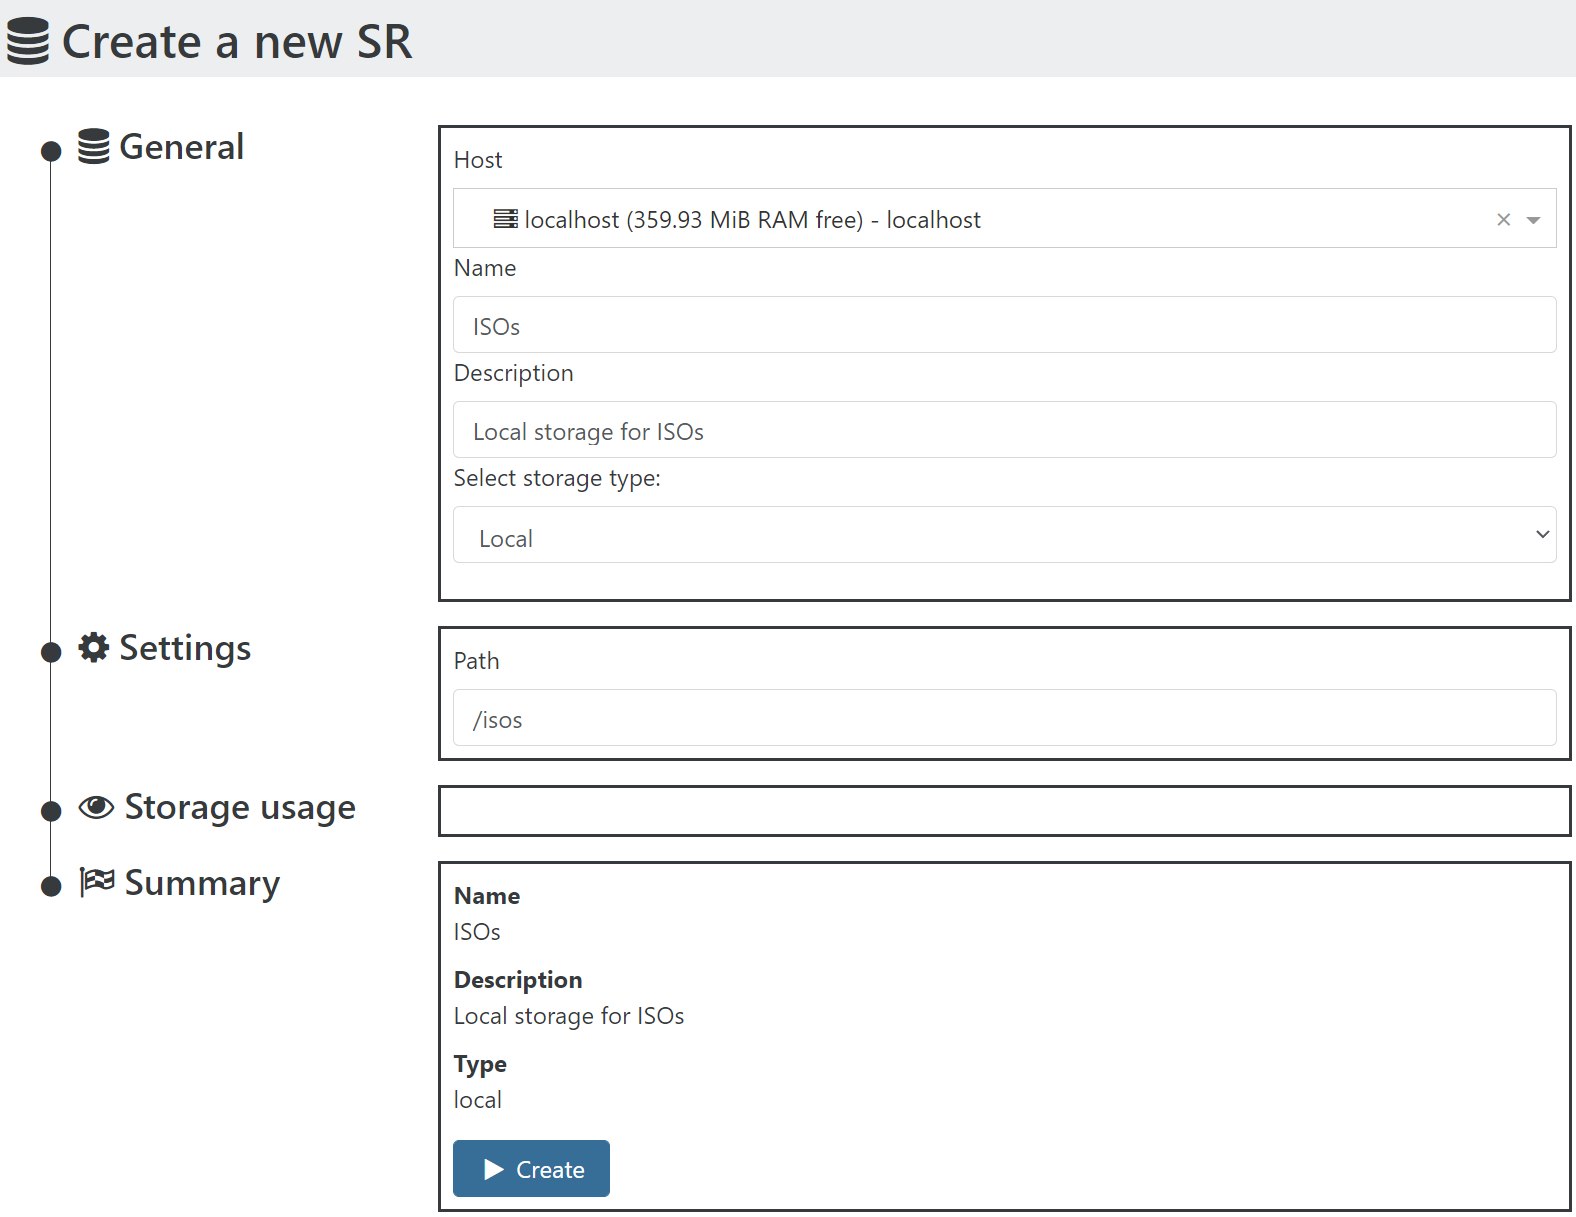 Create a new SR
General
Host
localhost (359.93 MiB RAM free) - localhost
Name
ISOs
Description
Local storage for ISOs
Select storage type:
Local
Settings
Path
/isos
Storage usage
Summary
Name
ISOs
Description
Local storage for ISOs
Type
local
Create